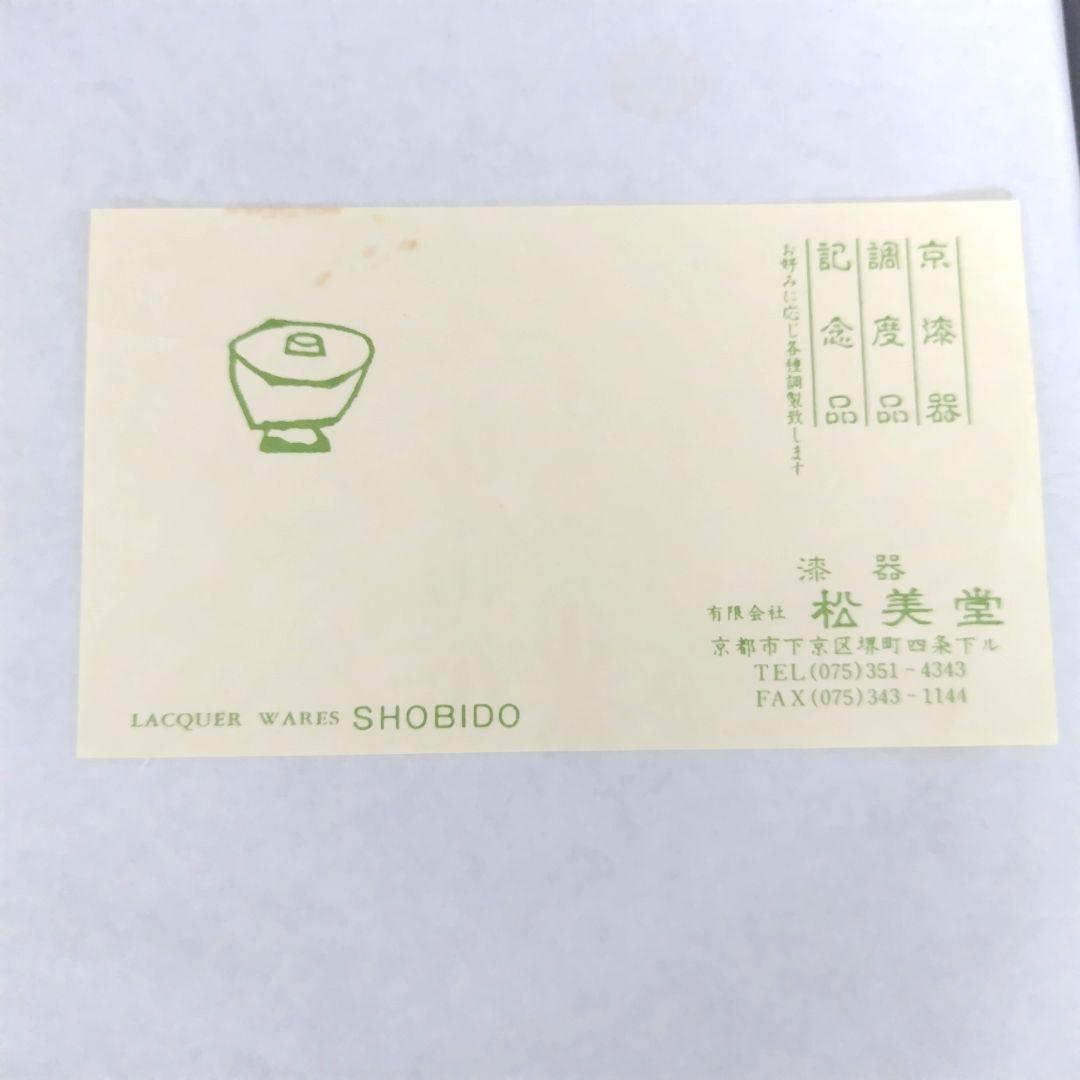 京漆器
調度品
記念品
お好みに応じ各種調製致します
漆器
有限会社 松美堂
京都市下京区堺町四条下ル
TEL(075)351-4343
FAX(075)343-1144
LACQUER WARES SHOBIDO